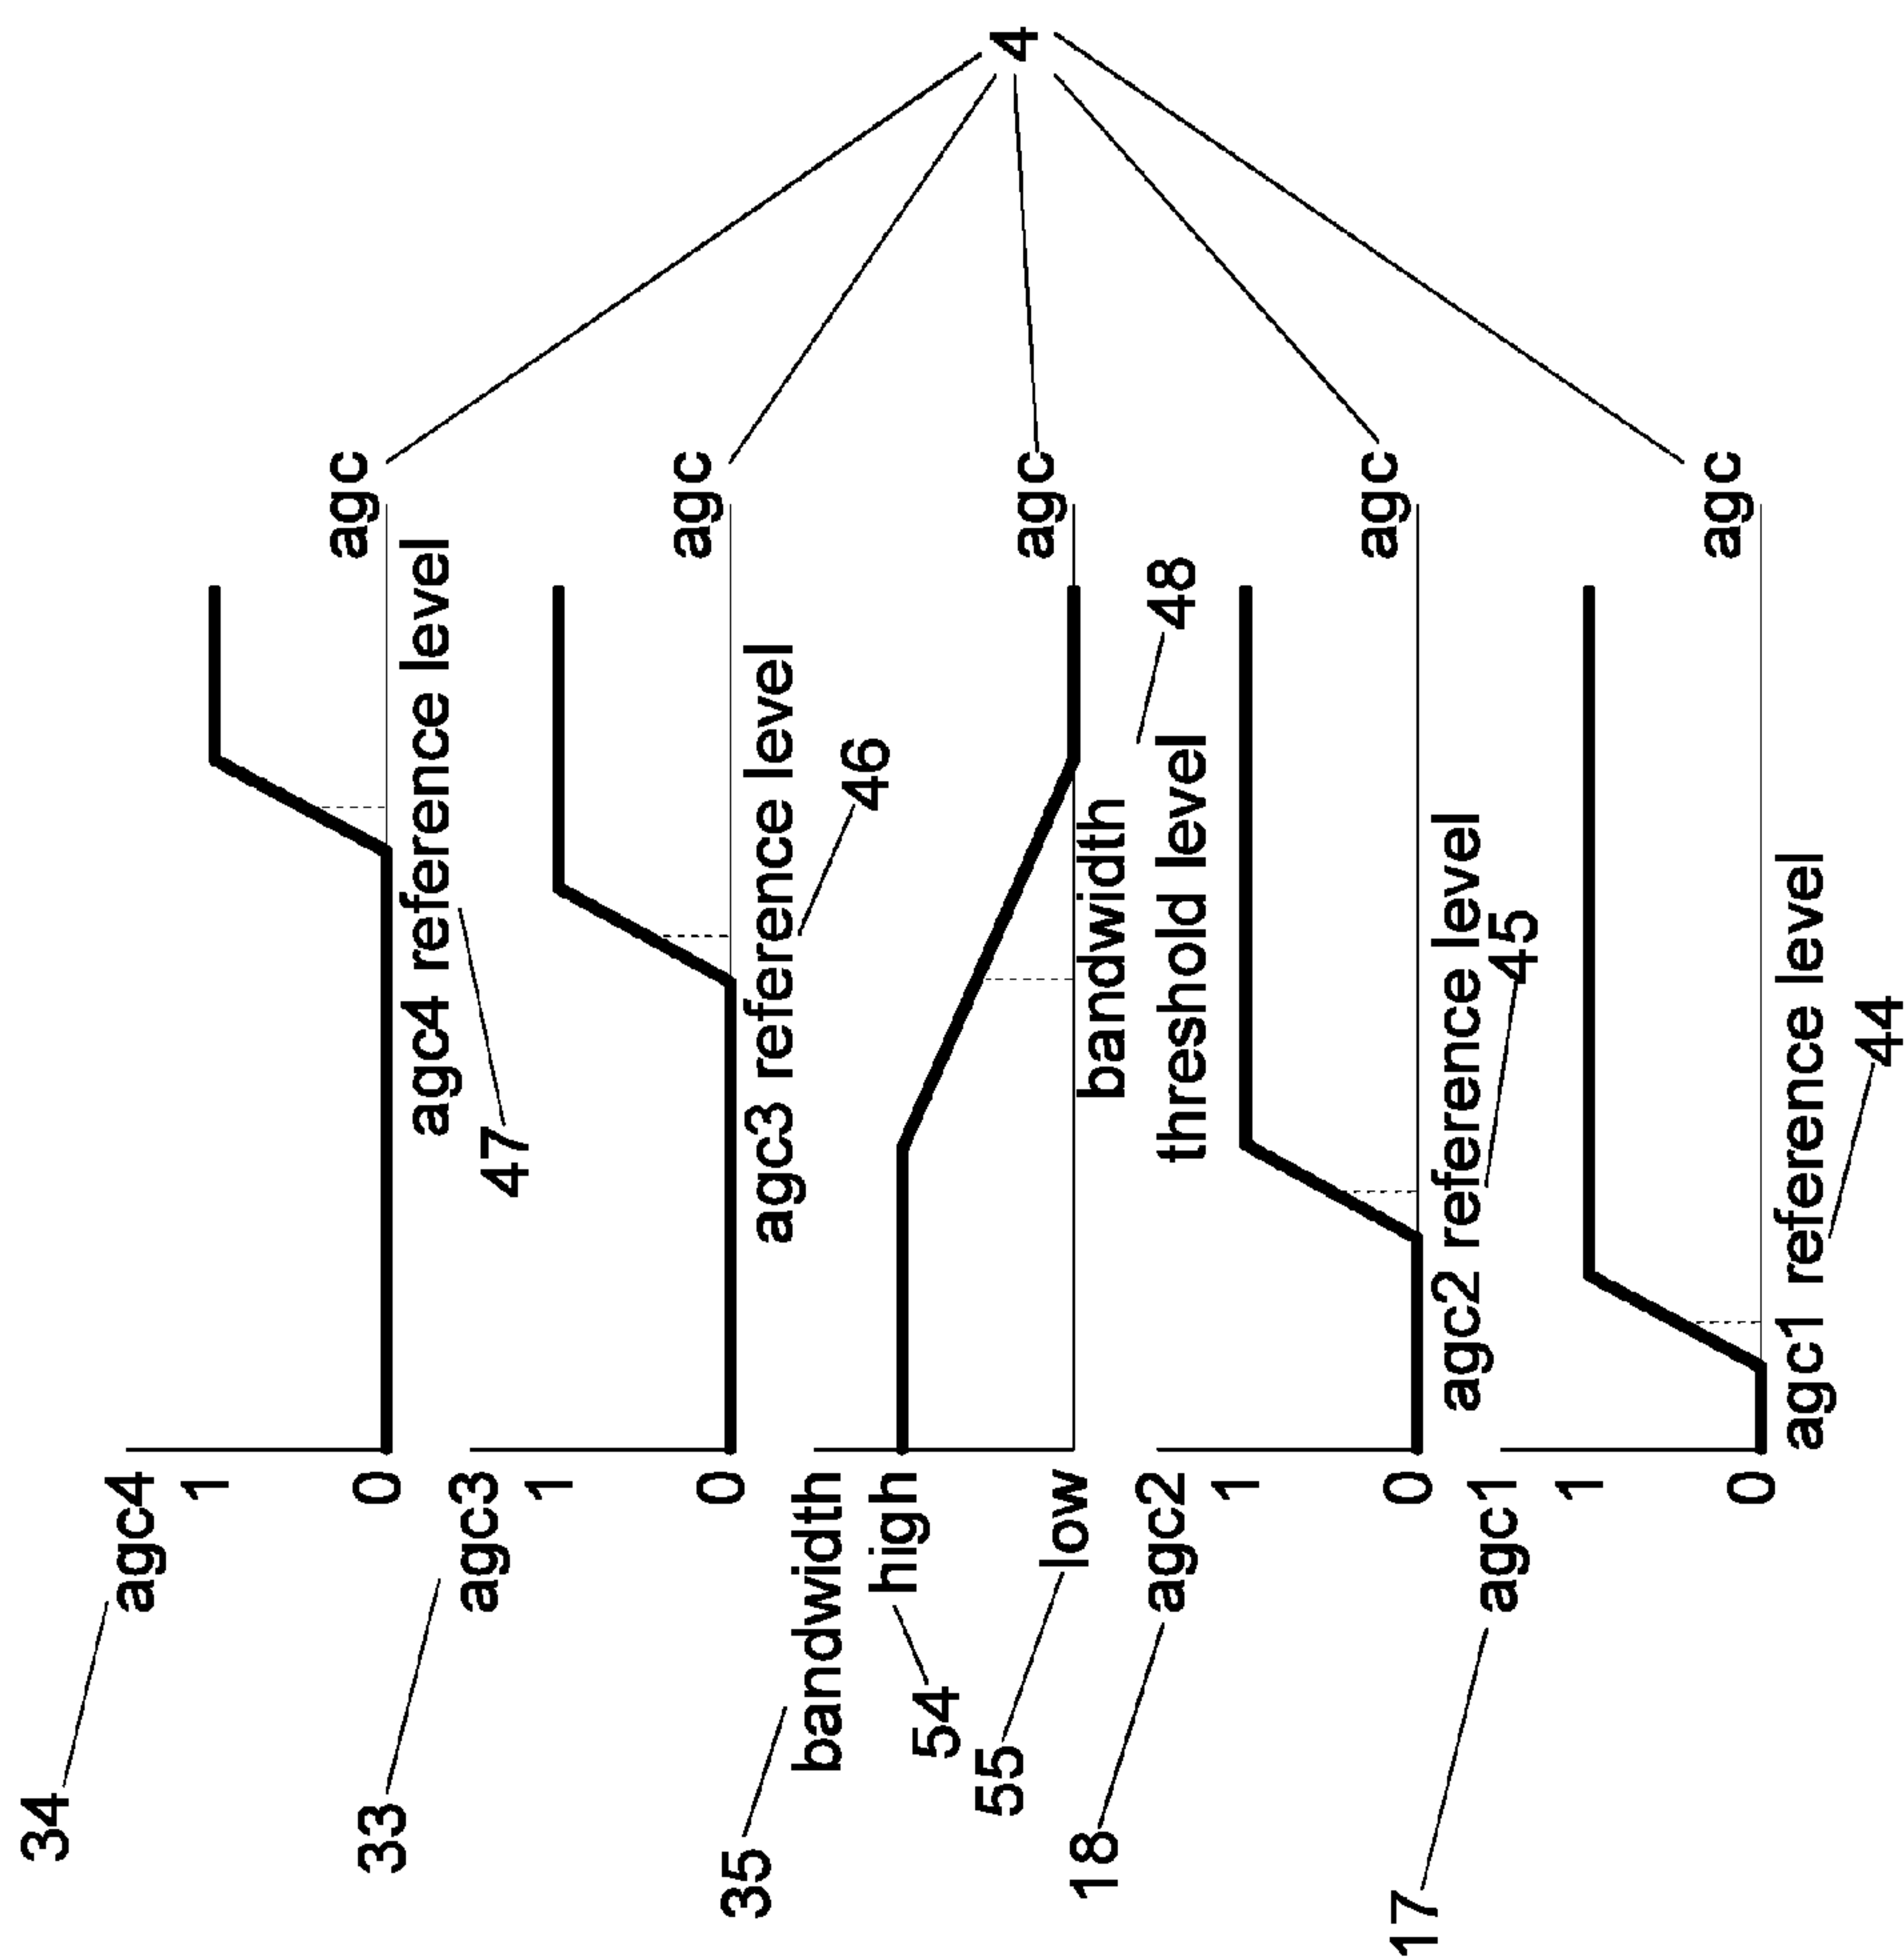 34
agc4
1
0
agc
agc4 reference level
47
4
33
agc3
1
0
agc
agc3 reference level
46
35
bandwidth
high
54
low
55
agc
bandwidth
threshold level
48
18
agc2
1
0
agc
agc2 reference level
45
17
agc1
1
0
agc
agc1 reference level
44